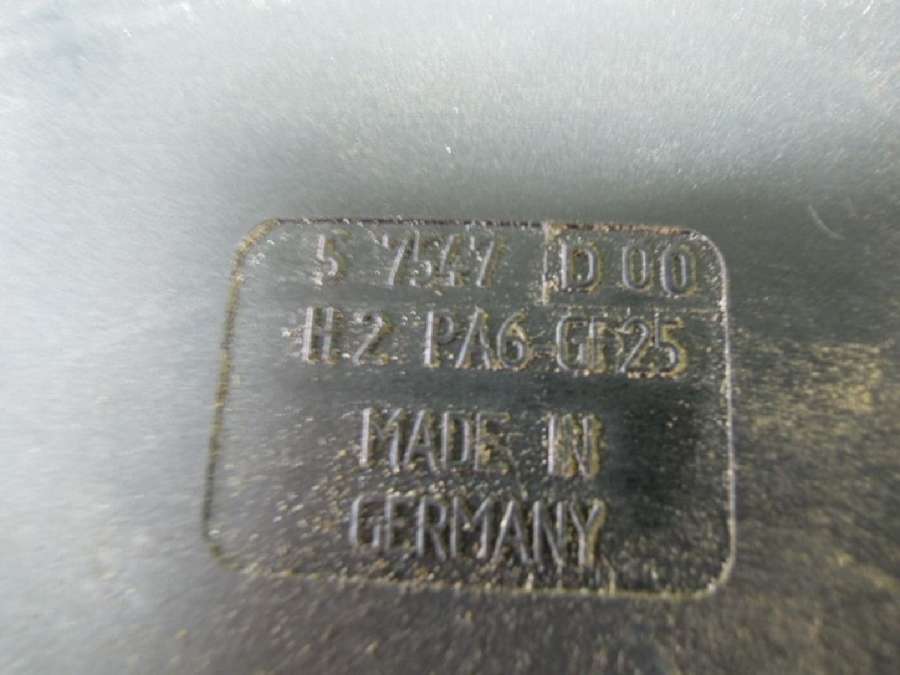 5 7547 D 00
H2 PA6 GF25
MADE IN
GERMANY